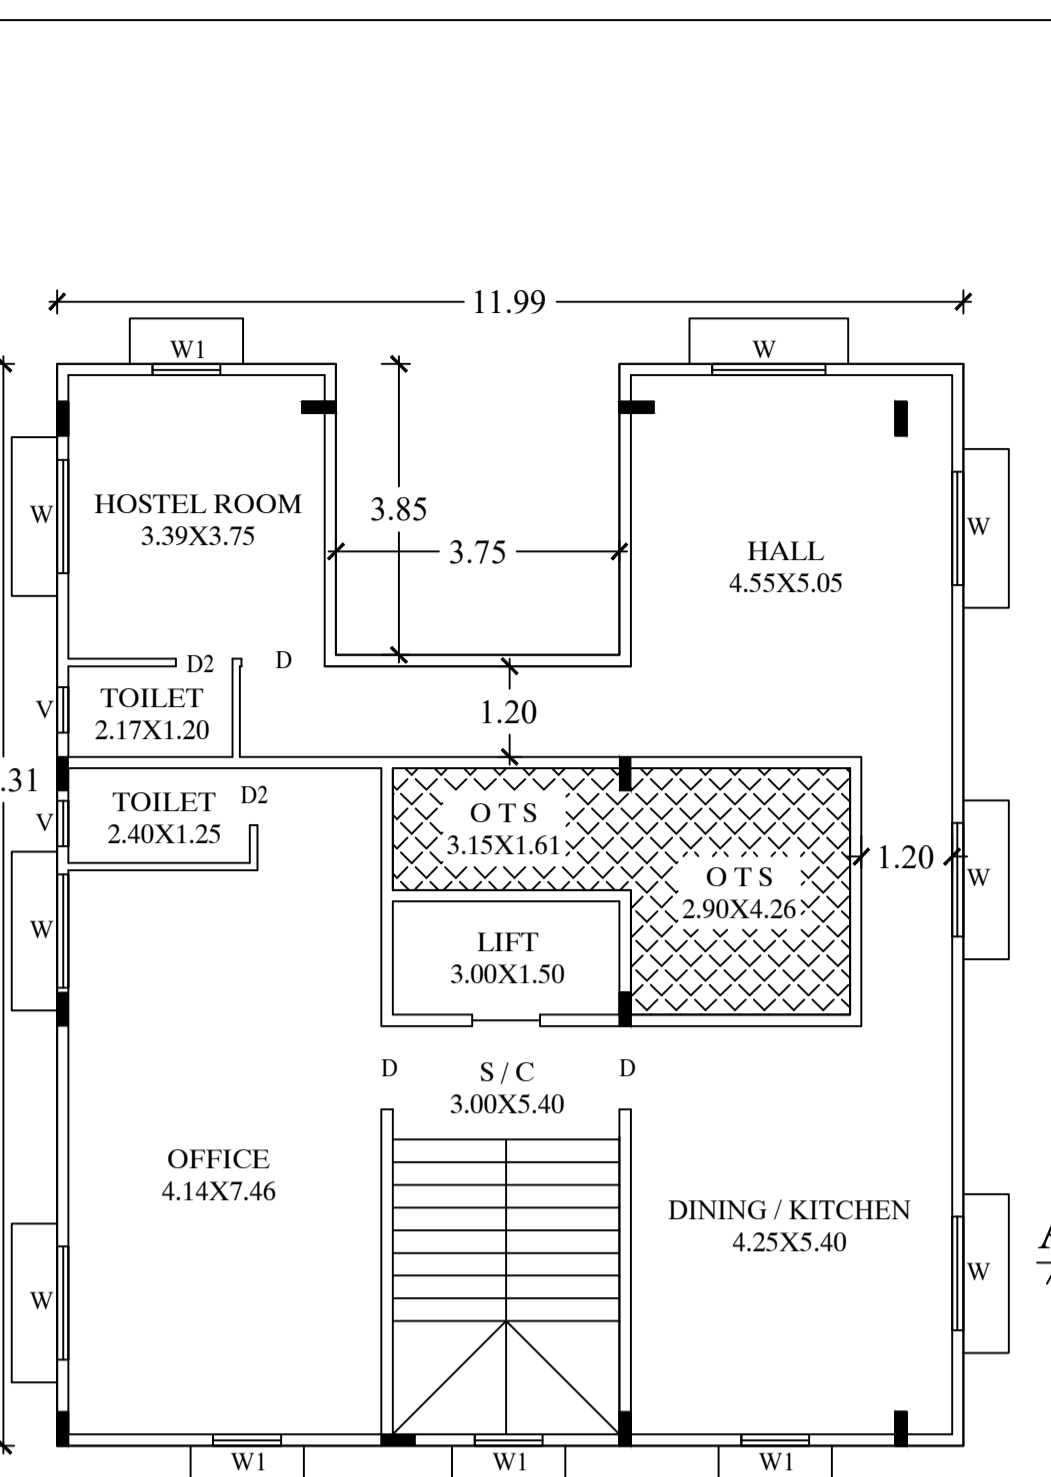 11.99
W1
W
W
HOSTEL ROOM
3.39X3.75
3.85
3.75
HALL
4.55X5.05
W
D2
D
TOILET
2.17X1.20
V
1.20
.31
TOILET
2.40X1.25
D2
V
O T S
3.15X1.61
O T S
2.90X4.26
1.20
W
W
LIFT
3.00X1.50
D
S / C
3.00X5.40
D
OFFICE
4.14X7.46
DINING / KITCHEN
4.25X5.40
W
W
W1
W1
W1